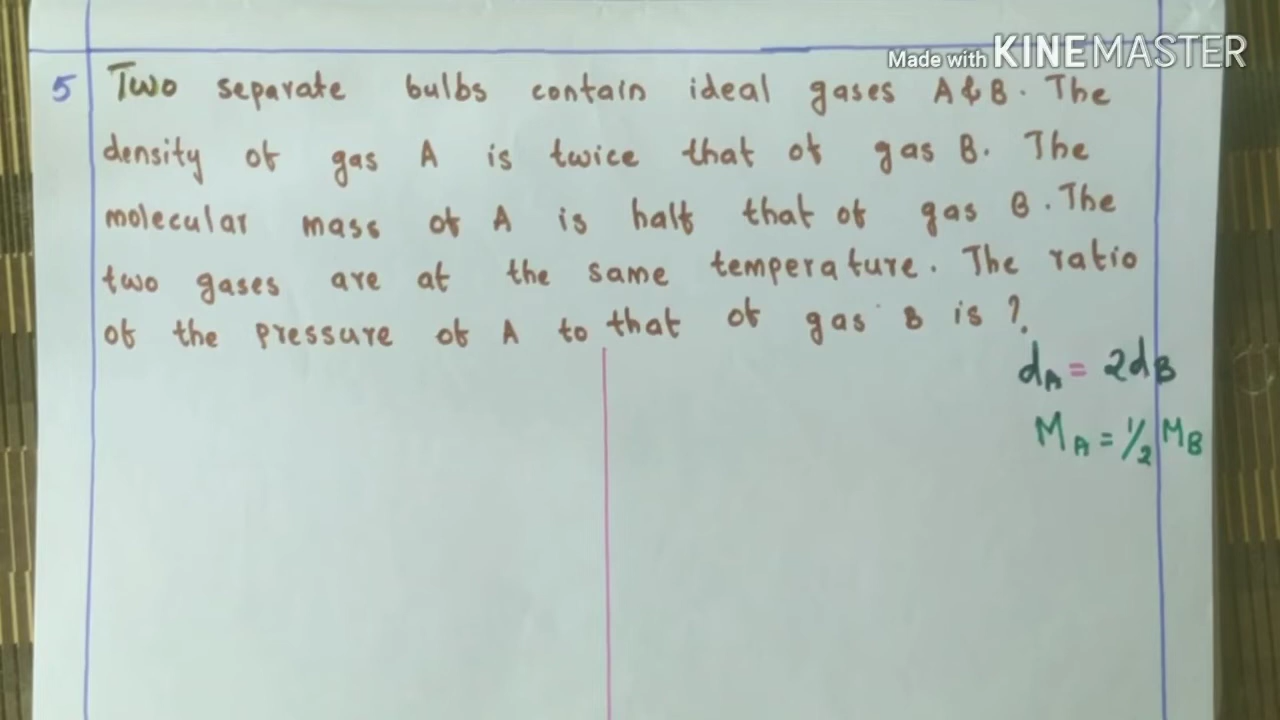 Made with KINEMASTER
5 Two separate bulbs contain ideal gases A & B. The
density of gas A is twice that of gas B. The
molecular mass of A is half that of gas B. The
two gases are at the same temperature. The ratio
of the pressure of A to that of gas B is ?
dA = 2dB
MA = 1/2 MB